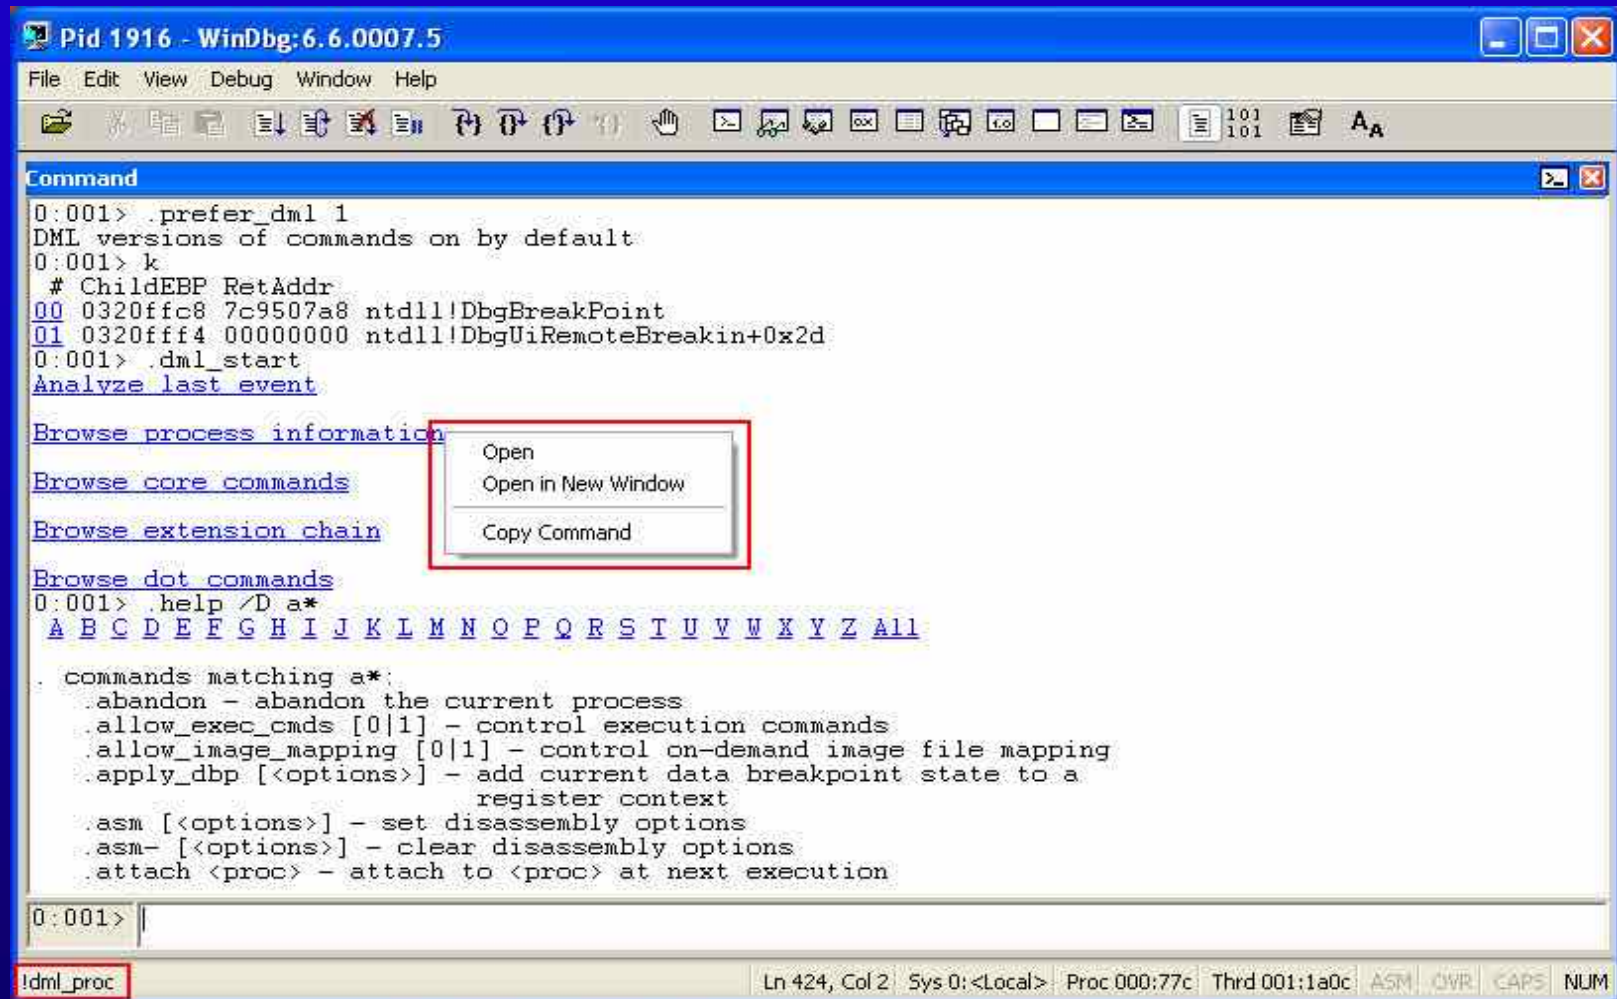 Pid 1916 - WinDbg:6.6.0007.5
File Edit View Debug Window Help
101
101
AA
Command
0:001> .prefer_dml 1
DML versions of commands on by default
0:001> k
 # ChildEBP RetAddr
00 0320ffc8 7c9507a8 ntdll!DbgBreakPoint
01 0320fff4 00000000 ntdll!DbgUiRemoteBreakin+0x2d
0:001> .dml_start
Analyze last event
Browse process information
Browse core commands
Browse extension chain
Browse dot commands
Open
Open in New Window
Copy Command
0:001> .help /D a*
 A B C D E F G H I J K L M N O P Q R S T U V W X Y Z All
. commands matching a*:
   .abandon - abandon the current process
   .allow_exec_cmds [0|1] - control execution commands
   .allow_image_mapping [0|1] - control on-demand image file mapping
   .apply_dbp [<options>] - add current data breakpoint state to a
                            register context
   .asm [<options>] - set disassembly options
   .asm- [<options>] - clear disassembly options
   .attach <proc> - attach to <proc> at next execution
0:001>
!dml_proc Ln 424, Col 2 Sys 0:<Local> Proc 000:77c Thrd 001:1a0c ASM OVR CAPS NUM